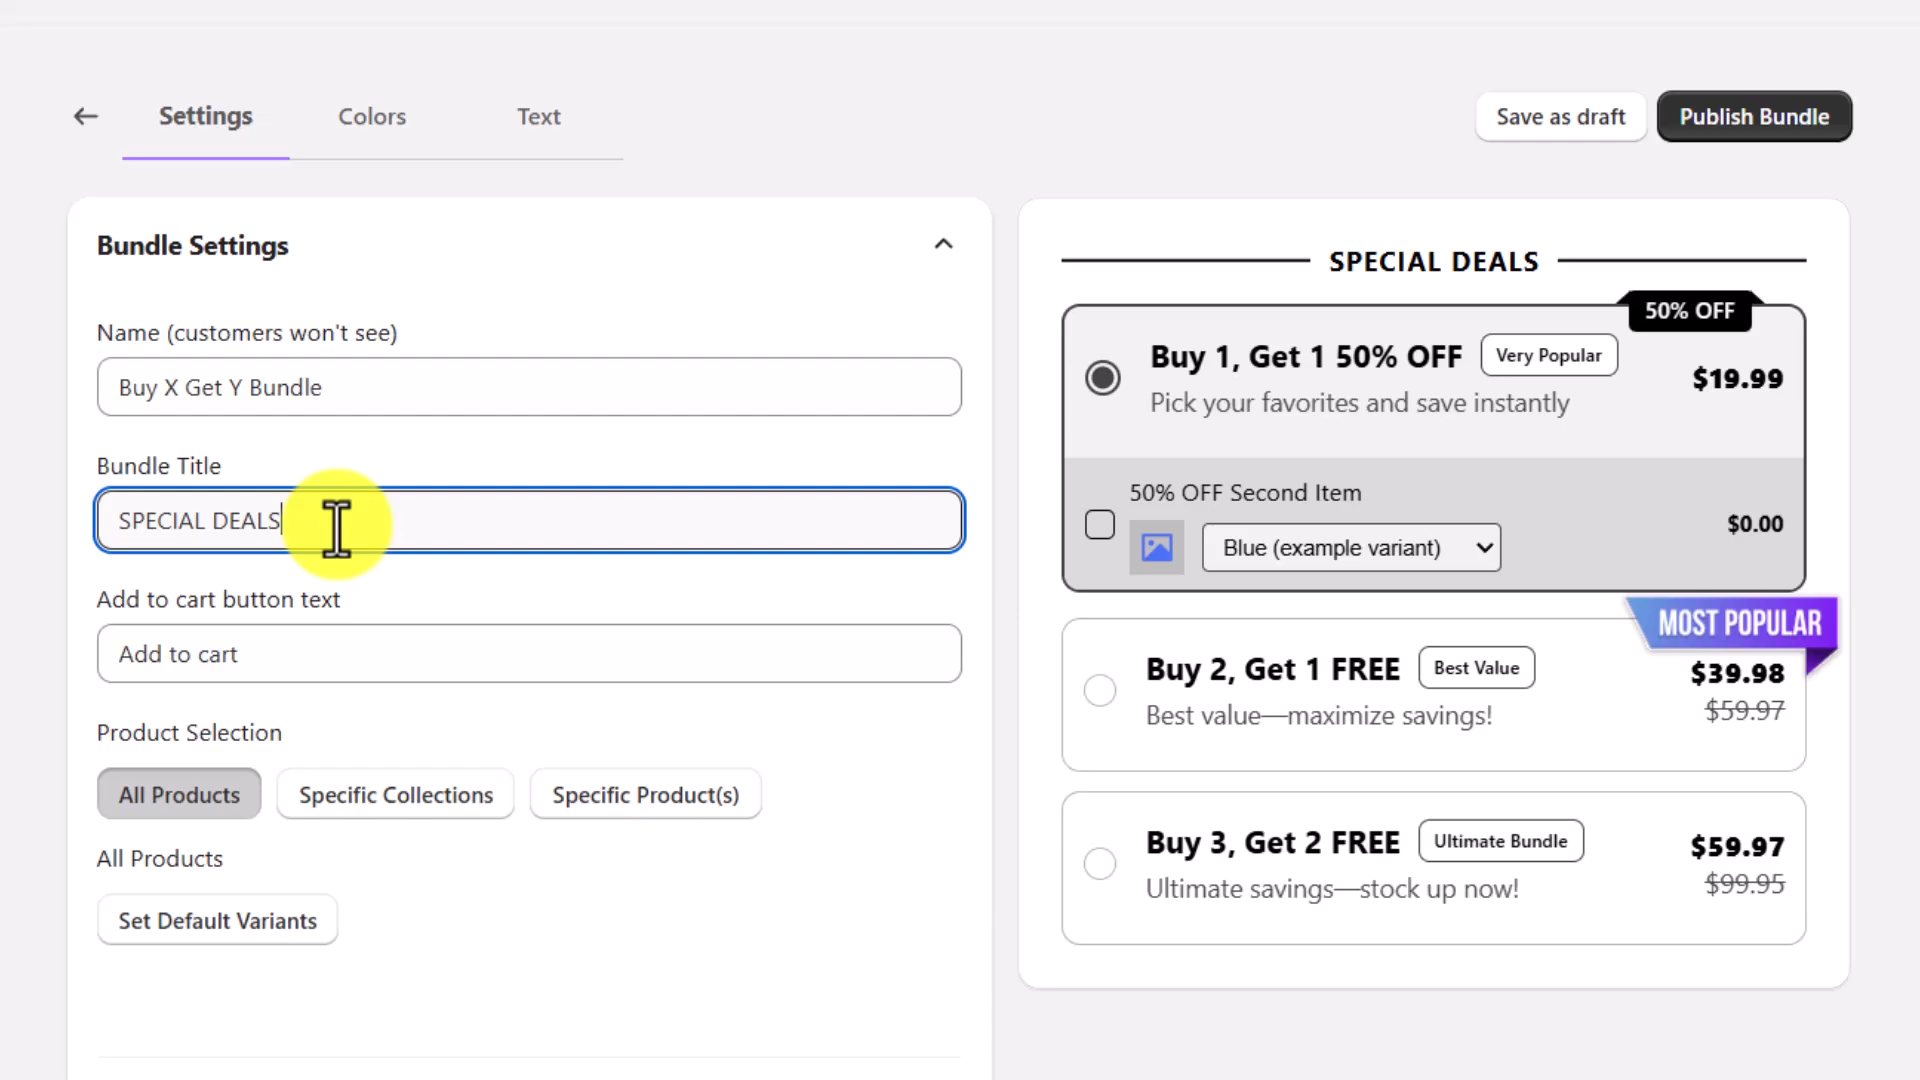 Settings
Colors
Text
Save as draft
Publish Bundle
Bundle Settings
Name (customers won't see)
Buy X Get Y Bundle
Bundle Title
SPECIAL DEALS
Add to cart button text
Add to cart
Product Selection
All Products
Specific Collections
Specific Product(s)
All Products
Set Default Variants
SPECIAL DEALS
50% OFF
Buy 1, Get 1 50% OFF
Very Popular
$19.99
Pick your favorites and save instantly
50% OFF Second Item
Blue (example variant)
$0.00
MOST POPULAR
Buy 2, Get 1 FREE
Best Value
$39.98
Best value—maximize savings!
$59.97
Buy 3, Get 2 FREE
Ultimate Bundle
$59.97
Ultimate savings—stock up now!
$99.95